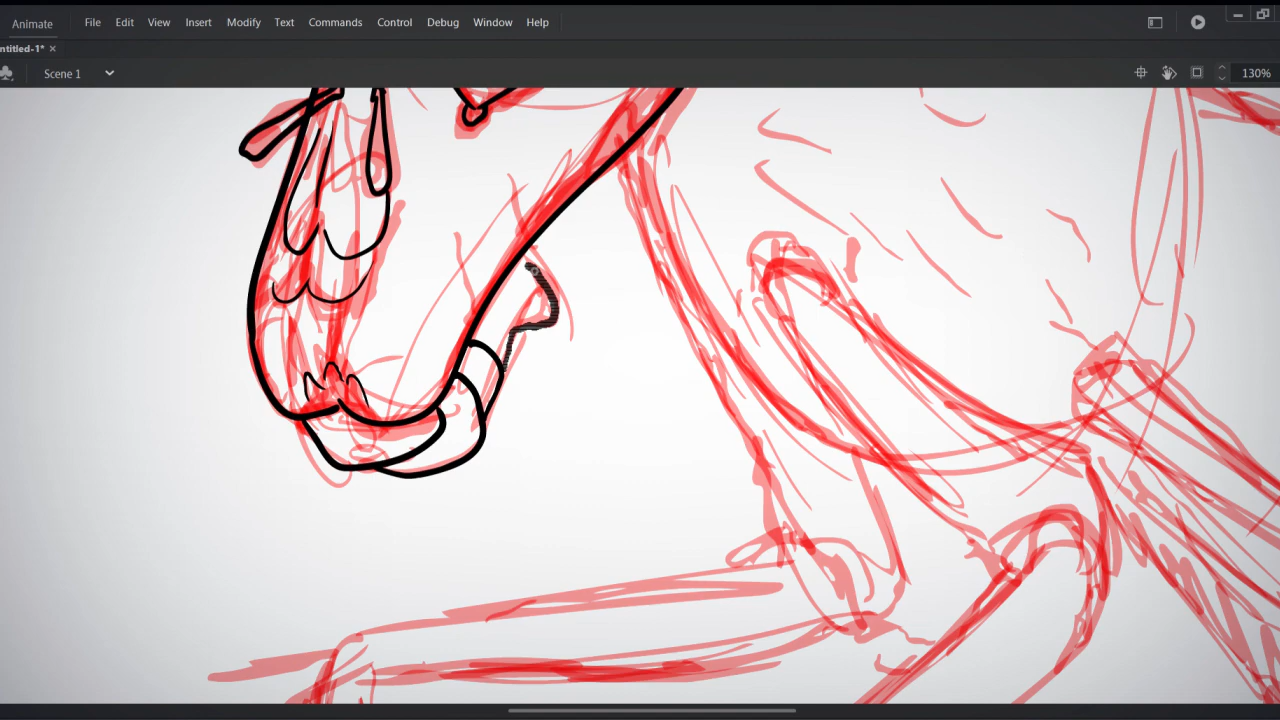 Animate File Edit View Insert Modify Text Commands Control Debug Window Help
ntitled-1*
Scene 1 130%